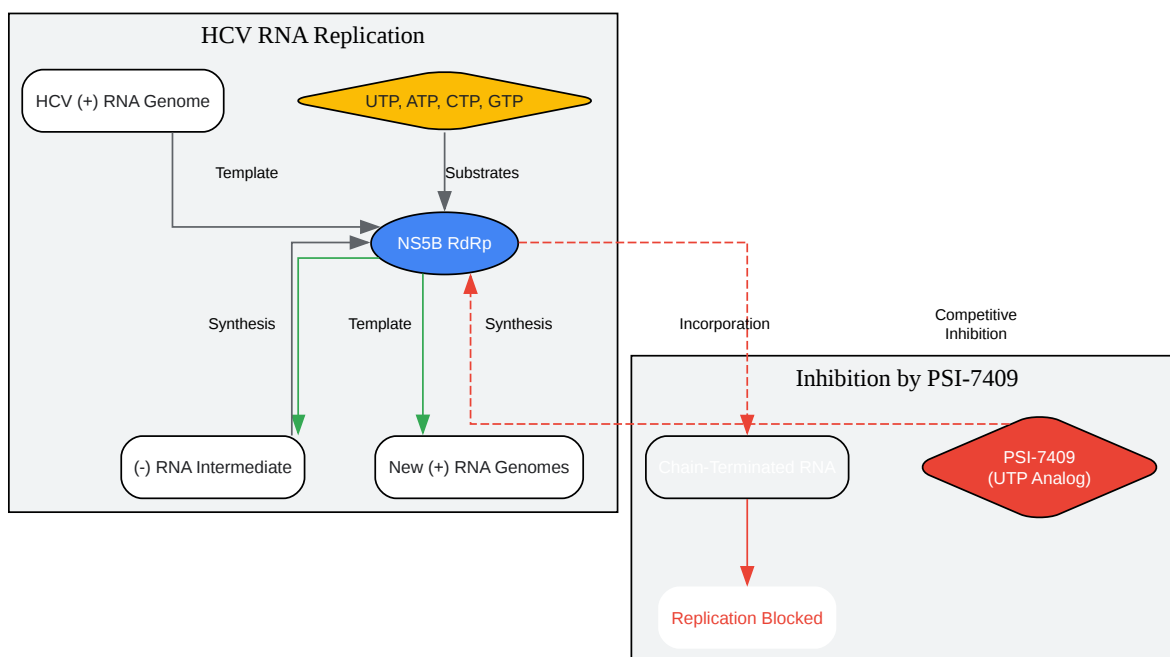 HCV RNA Replication
HCV (+) RNA Genome
UTP, ATP, CTP, GTP
Template
Substrates
NS5B RdRp
Synthesis
Template
Synthesis
Incorporation
Competitive
Inhibition
Inhibition by PSI-7409
(-) RNA Intermediate
New (+) RNA Genomes
Chain-Terminated RNA
PSI-7409
(UTP Analog)
Replication Blocked